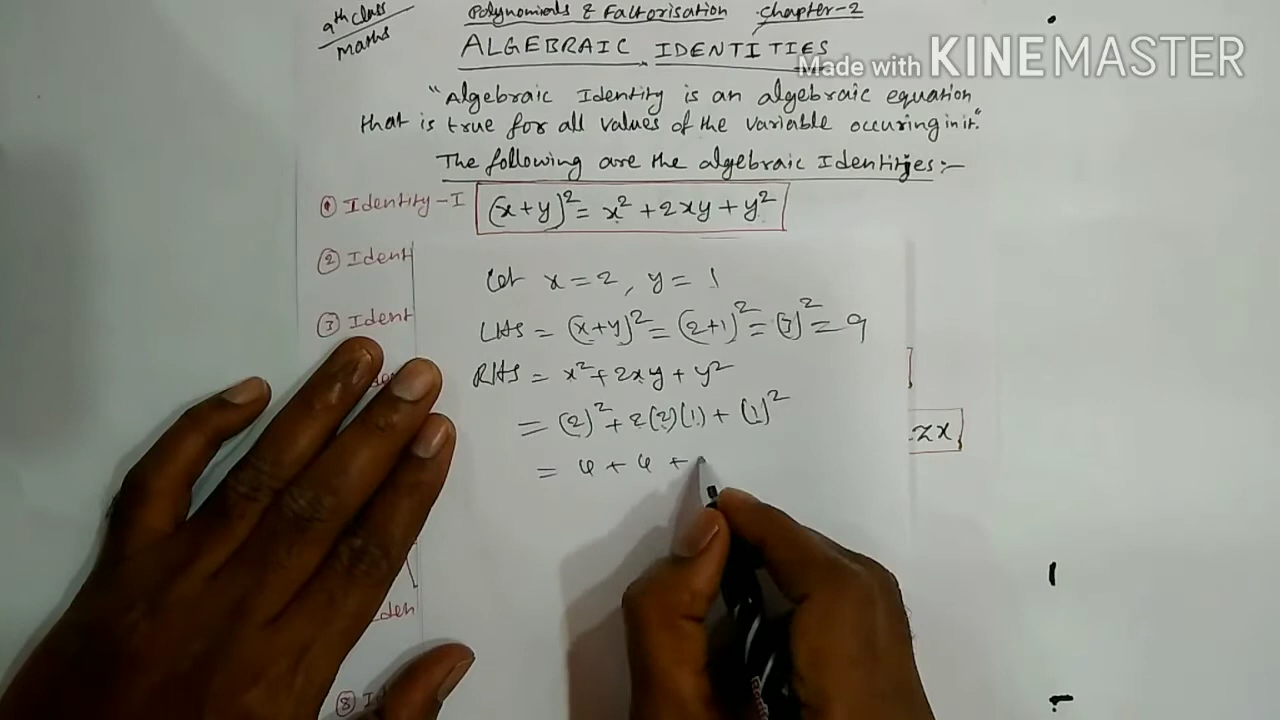 9th class
Maths
Polynomials & Factorisation Chapter-2
ALGEBRAIC IDENTITIES
Made with KINEMASTER
"Algebraic Identity is an algebraic equation
that is true for all values of the variable occuring in it."
The following are the algebraic Identities:-
① Identity-I (x+y)² = x² + 2xy + y²
② Ident
③ Ident
Let x = 2, y = 1
LHS = (x+y)² = (2+1)² = (3)² = 9
RHS = x² + 2xy + y²
= (2)² + 2(2)(1) + (1)²
zx
= 4 + 4 +
den
⑧ I